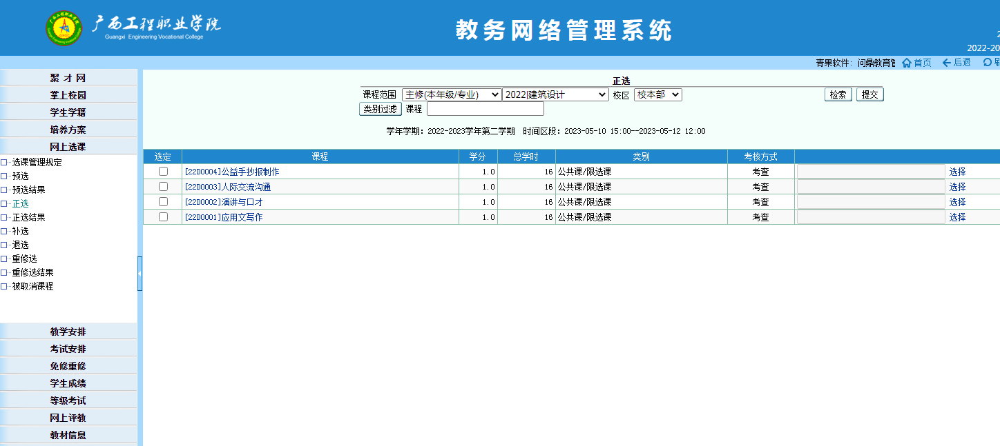 广西工程职业学院
Guangxi Engineering Vocational College
教务网络管理系统
2022-20
青果软件：问鼎教育管
首页
后退
刷
聚 才 网
掌上校园
学生学籍
培养方案
网上选课
选课管理规定
预选
预选结果
正选
正选结果
补选
退选
重修选
重修选结果
被取消课程
教学安排
考试安排
免修重修
学生成绩
等级考试
网上评教
教材信息
正选
课程范围 主修(本年级/专业) 2022|建筑设计 校区 校本部 检索 提交
类别过滤 课程
学年学期：2022-2023学年第二学期 时间区段：2023-05-10 15:00--2023-05-12 12:00
选定 课程 学分 总学时 类别 考核方式
[22D0004]公益手抄报制作 1.0 16 公共课/限选课 考查 选择
[22D0003]人际交流沟通 1.0 16 公共课/限选课 考查 选择
[22D0002]演讲与口才 1.0 16 公共课/限选课 考查 选择
[22D0001]应用文写作 1.0 16 公共课/限选课 考查 选择